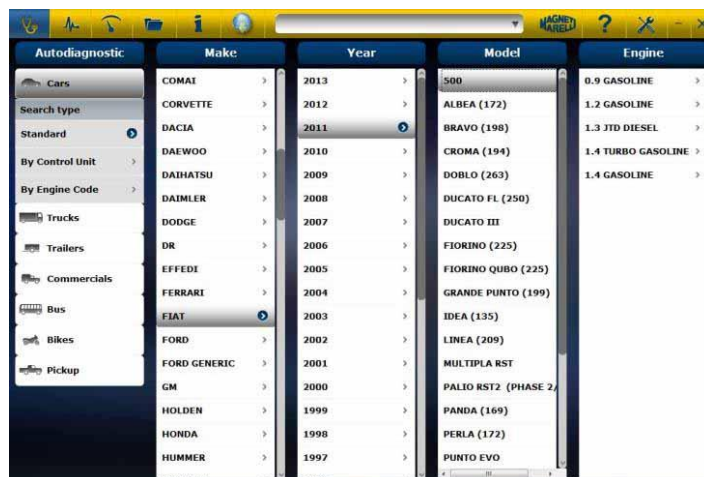 MAGNETI
MARELLI
Autodiagnostic
Cars
Search type
Standard
By Control Unit
By Engine Code
Trucks
Trailers
Commercials
Bus
Bikes
Pickup
Make
COMAI
CORVETTE
DACIA
DAEWOO
DAIHATSU
DAIMLER
DODGE
DR
EFFEDI
FERRARI
FIAT
FORD
FORD GENERIC
GM
HOLDEN
HONDA
HUMMER
Year
2013
2012
2011
2010
2009
2008
2007
2006
2005
2004
2003
2002
2001
2000
1999
1998
1997
Model
500
ALBEA (172)
BRAVO (198)
CROMA (194)
DOBLO (263)
DUCATO FL (250)
DUCATO III
FIORINO (225)
FIORINO QUBO (225)
GRANDE PUNTO (199)
IDEA (135)
LINEA (209)
MULTIPLA RST
PALIO RST2 (PHASE 2/
PANDA (169)
PERLA (172)
PUNTO EVO
Engine
0.9 GASOLINE
1.2 GASOLINE
1.3 JTD DIESEL
1.4 TURBO GASOLINE
1.4 GASOLINE